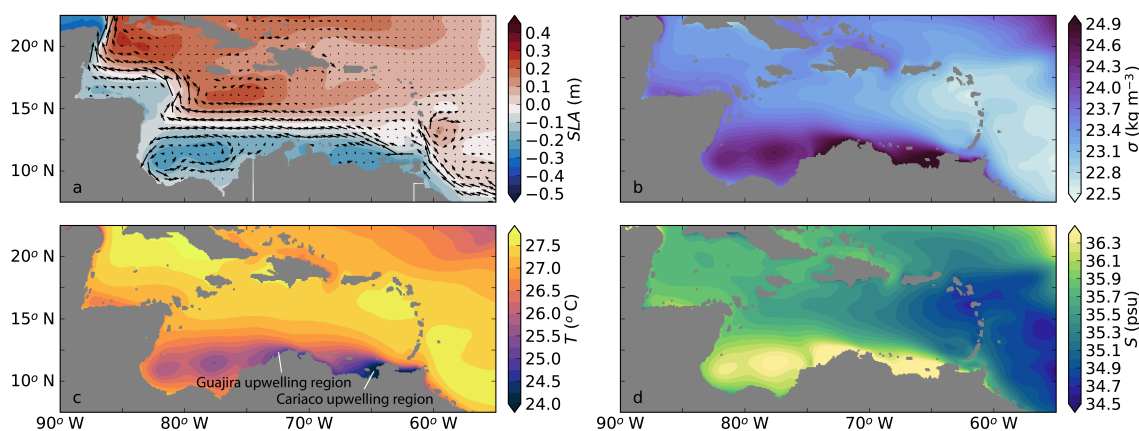 20° N
15° N
10° N
a
0.4
0.3
0.2
0.1
0.0
−0.1
−0.2
−0.3
−0.4
−0.5
SLA (m)
b
24.9
24.6
24.3
24.0
23.7
23.4
23.1
22.8
22.5
σ (kg m⁻³)
20° N
15° N
10° N
Guajira upwelling region
Cariaco upwelling region
c
90° W
80° W
70° W
60° W
27.5
27.0
26.5
26.0
25.5
25.0
24.5
24.0
T (° C)
d
90° W
80° W
70° W
60° W
36.3
36.1
35.9
35.7
35.5
35.3
35.1
34.9
34.7
34.5
S (psu)